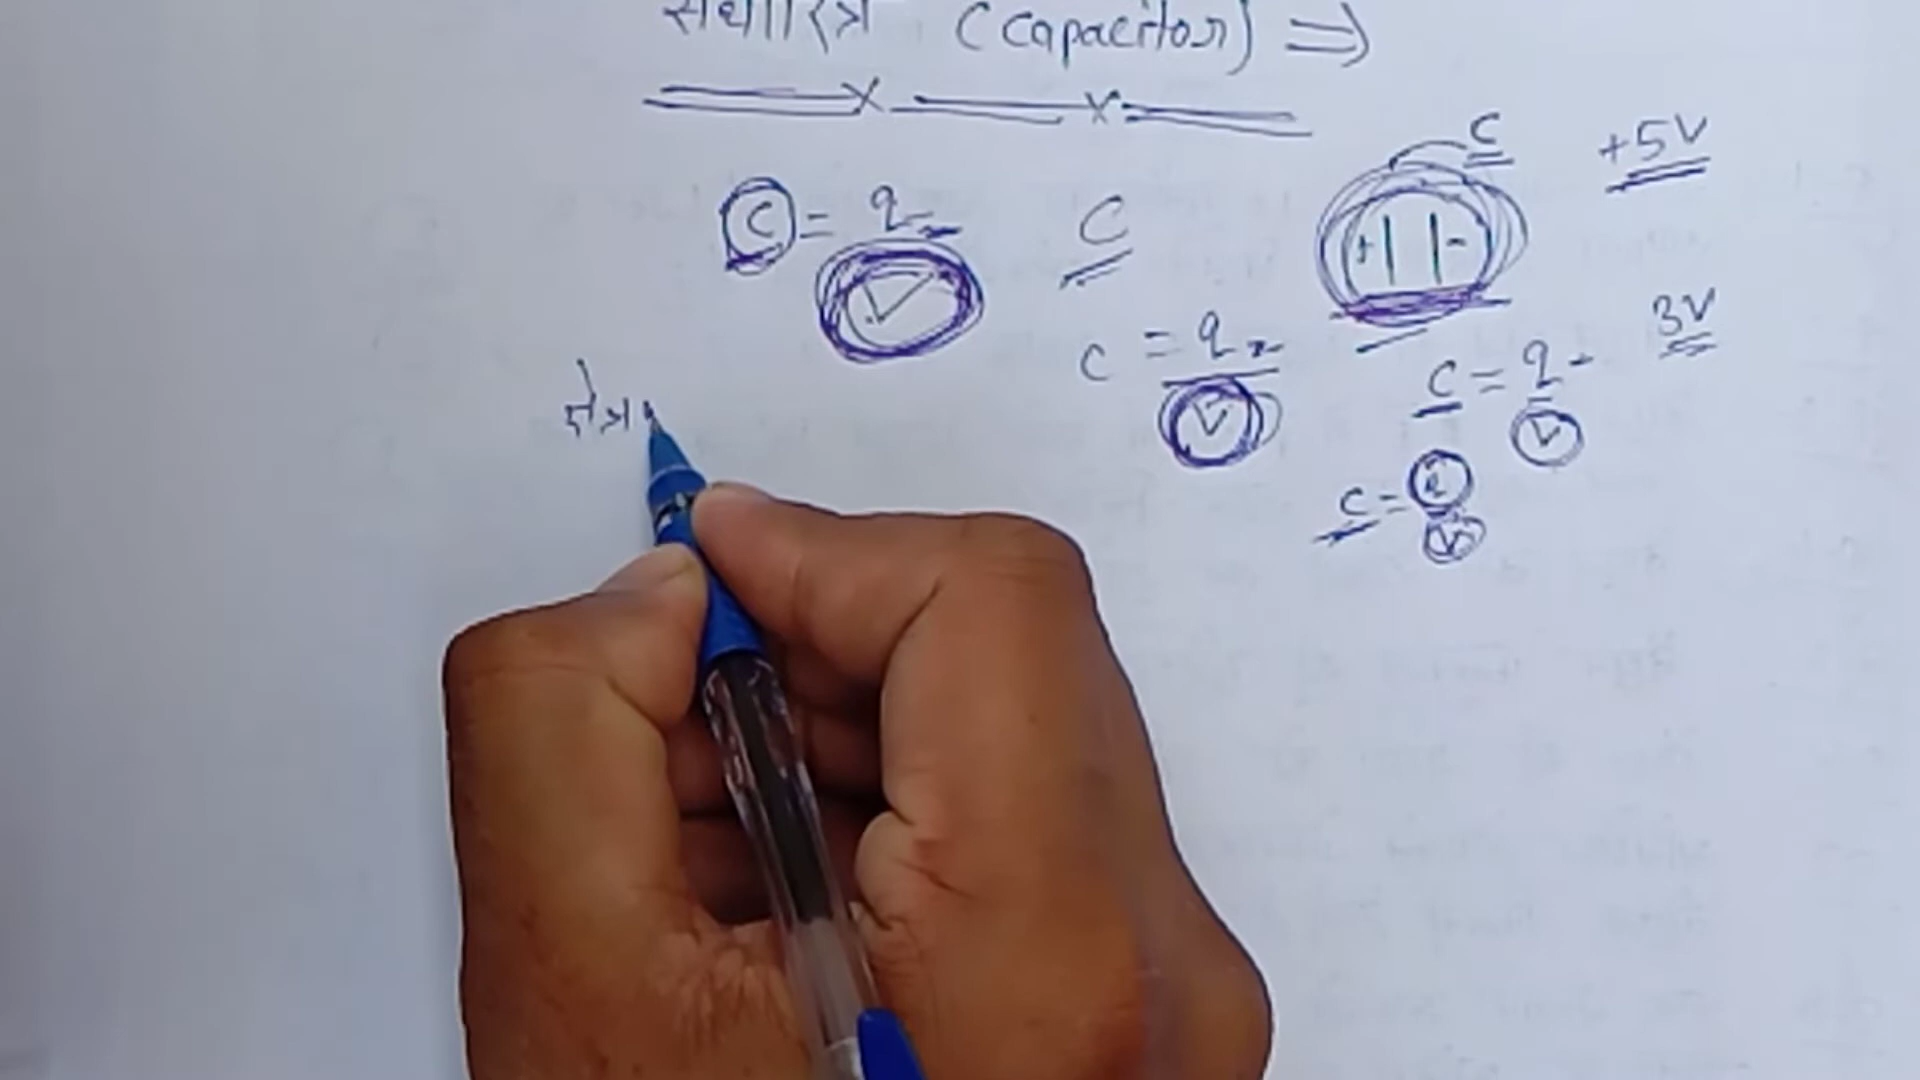 संधारित्र (Capacitor) ⇒
C = q / V
C
C
+5V
+ | | -
C = q / V
3V
C = q / V
C = q / V